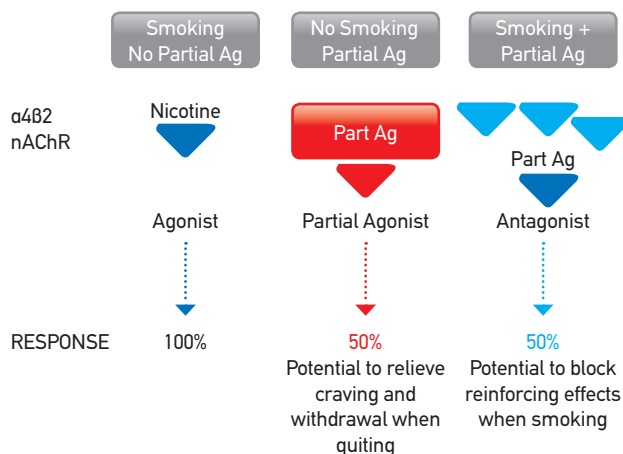 Smoking
No Partial Ag
No Smoking
Partial Ag
Smoking +
Partial Ag
α4ß2
nAChR
Nicotine
Part Ag
Part Ag
Agonist
Partial Agonist
Antagonist
RESPONSE
100%
50%
Potential to relieve
craving and
withdrawal when
quiting
50%
Potential to block
reinforcing effects
when smoking